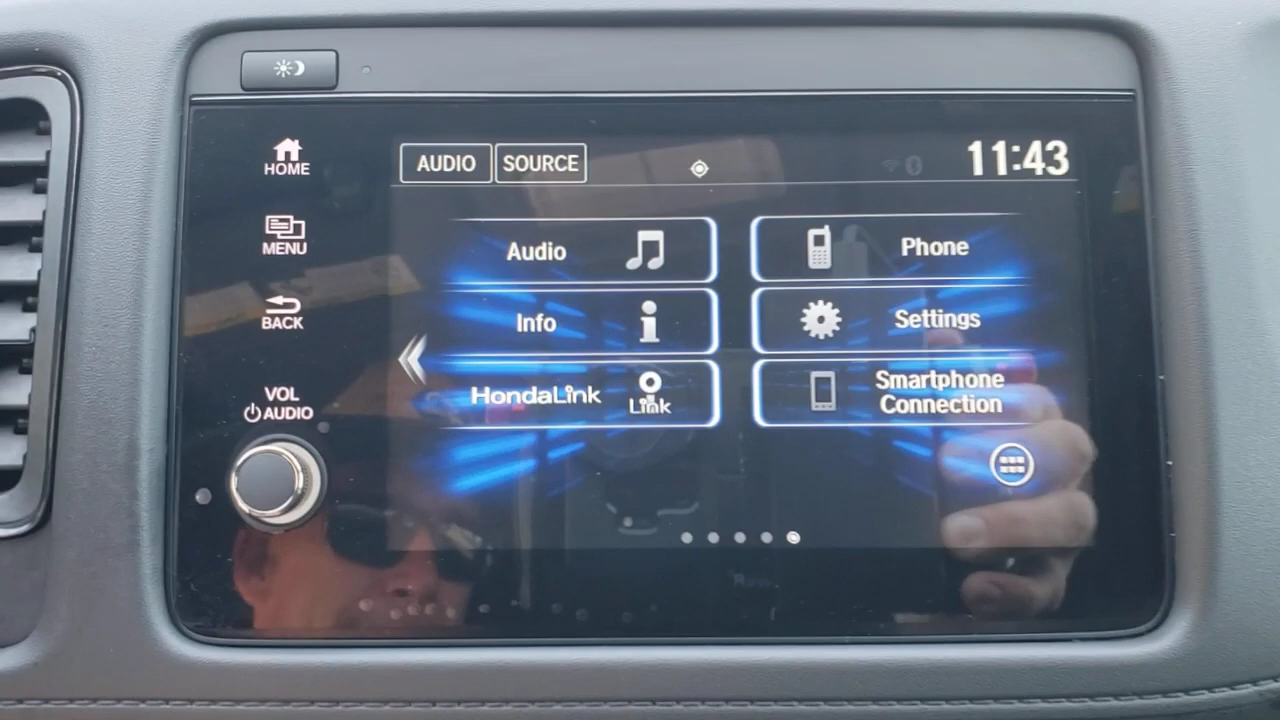 HOME
AUDIO SOURCE 11:43
MENU
Audio
Phone
BACK
Info
Settings
HondaLink
Link
Smartphone
Connection
VOL
AUDIO